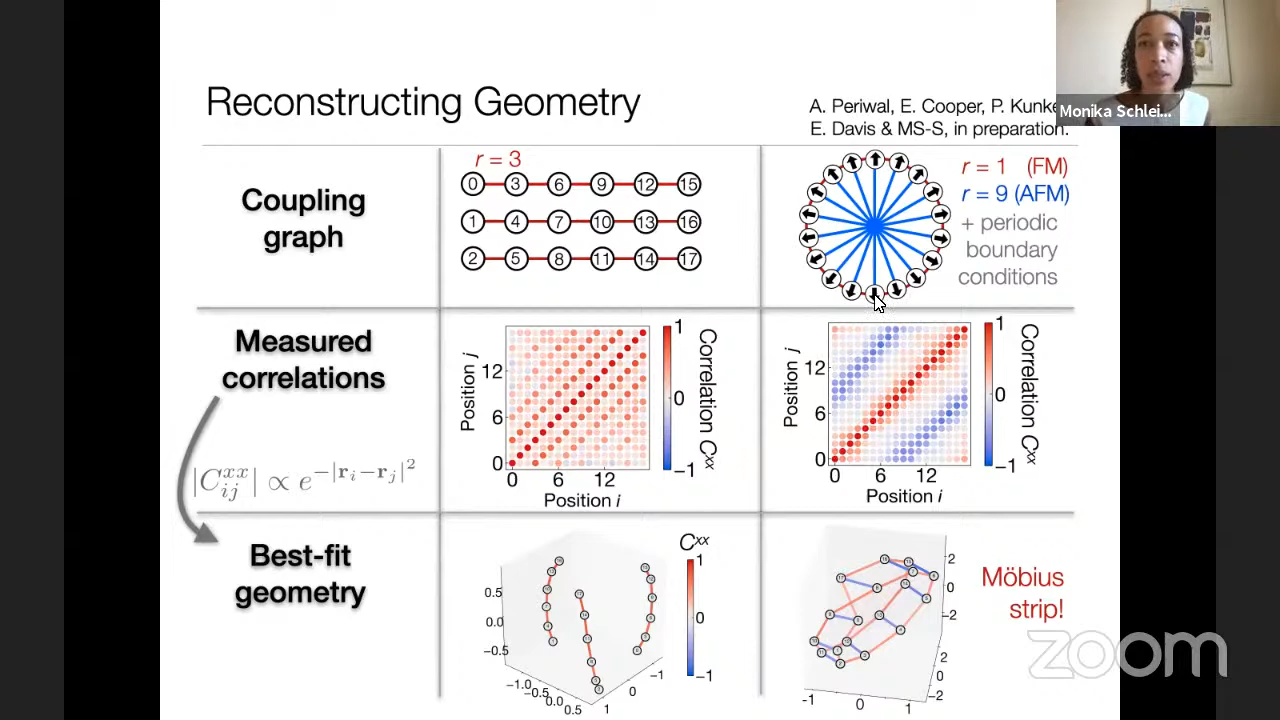 Reconstructing Geometry
A. Periwal, E. Cooper, P. Kunke
E. Davis & MS-S, in preparation.
Monika Schlei...
Coupling
graph
r = 3
0 3 6 9 12 15
1 4 7 10 13 16
2 5 8 11 14 17
r = 1 (FM)
r = 9 (AFM)
+ periodic
boundary
conditions
Measured
correlations
|C^{xx}_{ij}| ∝ e^{-|r_i-r_j|^2}
Position j
12
6
0
0 6 12
Position i
1
0
−1
Correlation C^{xx}
Position j
12
6
0
0 6 12
Position i
1
0
−1
Correlation C^{xx}
Best-fit
geometry
0.5
0.0
−0.5
−1.0
−0.5
0.0
0.5
1
0
−1
C^{xx}
1
0
−1
2
0
−2
2
0
−2
-1 0 1
Möbius
strip!
zoom